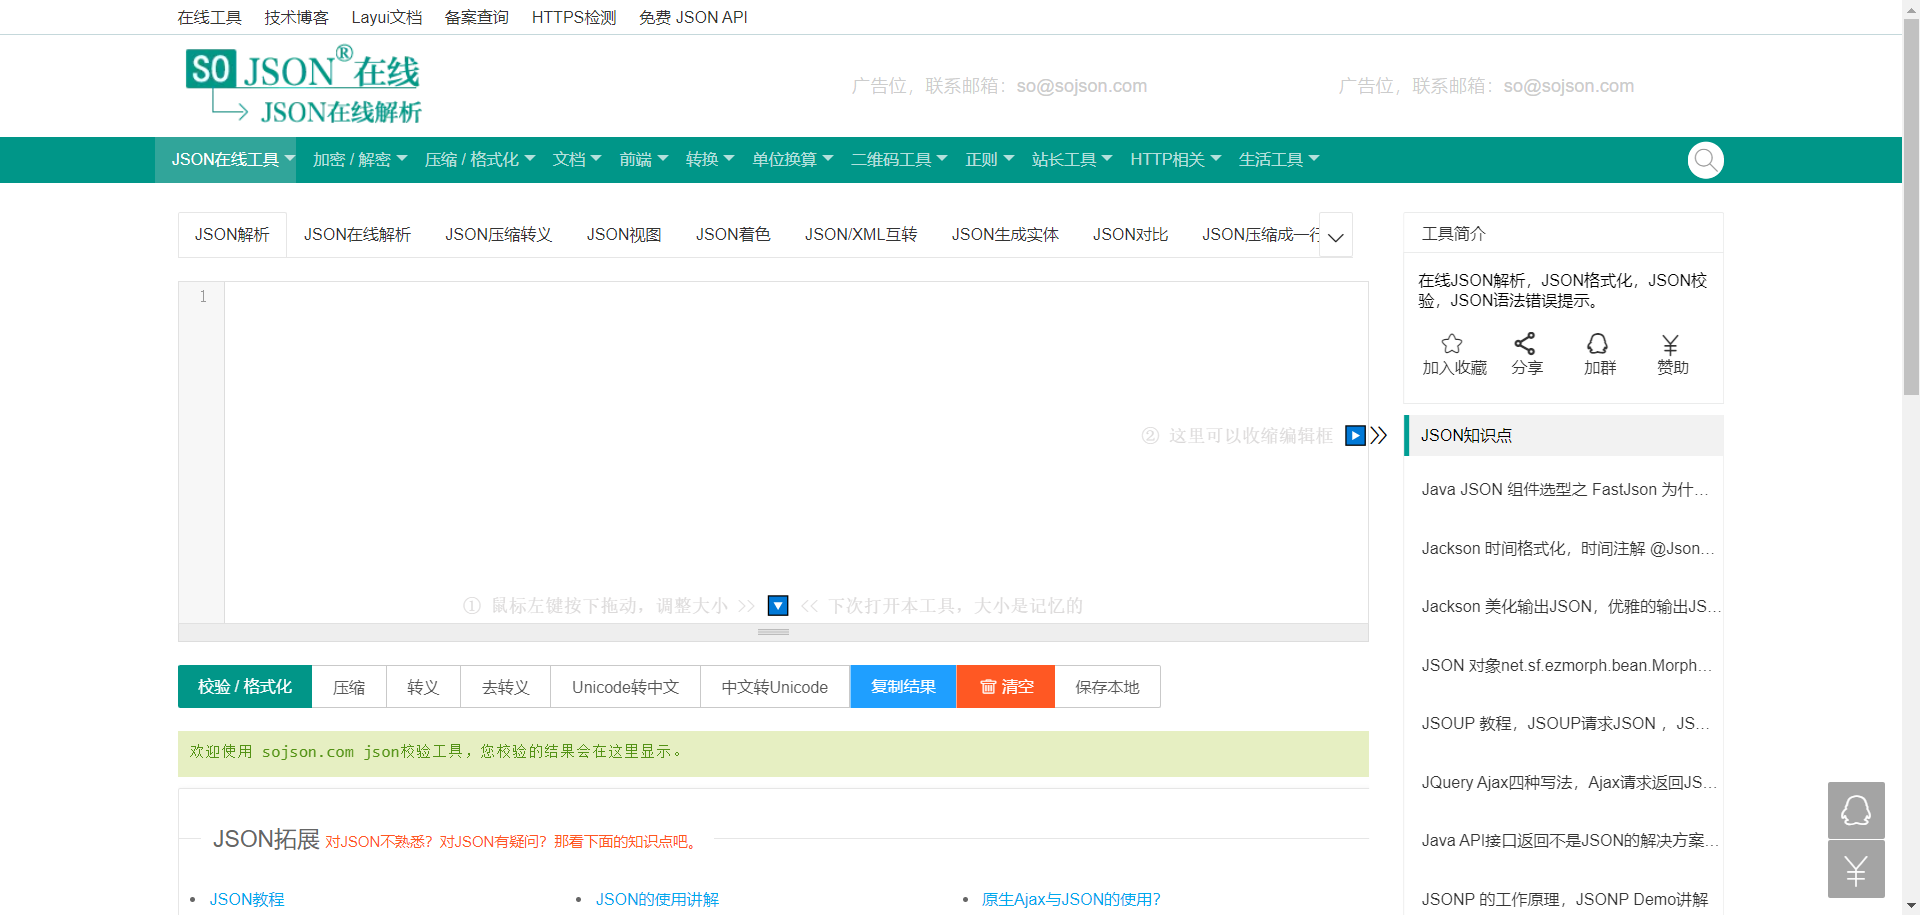 在线工具 技术博客 Layui文档 备案查询 HTTPS检测 免费 JSON API
SO JSON®在线
JSON在线解析
广告位，联系邮箱：so@sojson.com 广告位，联系邮箱：so@sojson.com
JSON在线工具 加密 / 解密 压缩 / 格式化 文档 前端 转换 单位换算 二维码工具 正则 站长工具 HTTP相关 生活工具
JSON解析 JSON在线解析 JSON压缩转义 JSON视图 JSON着色 JSON/XML互转 JSON生成实体 JSON对比 JSON压缩成一行
1
② 这里可以收缩编辑框
① 鼠标左键按下拖动，调整大小 >> << 下次打开本工具，大小是记忆的
校验 / 格式化 压缩 转义 去转义 Unicode转中文 中文转Unicode 复制结果 清空 保存本地
欢迎使用 sojson.com json校验工具，您校验的结果会在这里显示。
JSON拓展 对JSON不熟悉？对JSON有疑问？那看下面的知识点吧。
JSON教程 JSON的使用讲解 原生Ajax与JSON的使用？
工具简介
在线JSON解析，JSON格式化，JSON校
验，JSON语法错误提示。
加入收藏 分享 加群 赞助
JSON知识点
Java JSON 组件选型之 FastJson 为什…
Jackson 时间格式化，时间注解 @Json…
Jackson 美化输出JSON，优雅的输出JS…
JSON 对象net.sf.ezmorph.bean.Morph…
JSOUP 教程，JSOUP请求JSON ，JS…
JQuery Ajax四种写法，Ajax请求返回JS…
Java API接口返回不是JSON的解决方案…
JSONP 的工作原理，JSONP Demo讲解